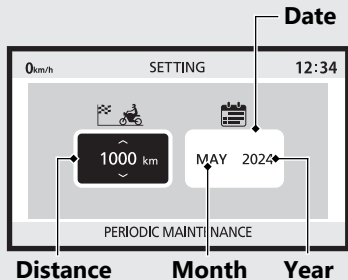 Date
0km/h SETTING 12:34
1000 km MAY 2024
PERIODIC MAINTENANCE
Distance Month Year